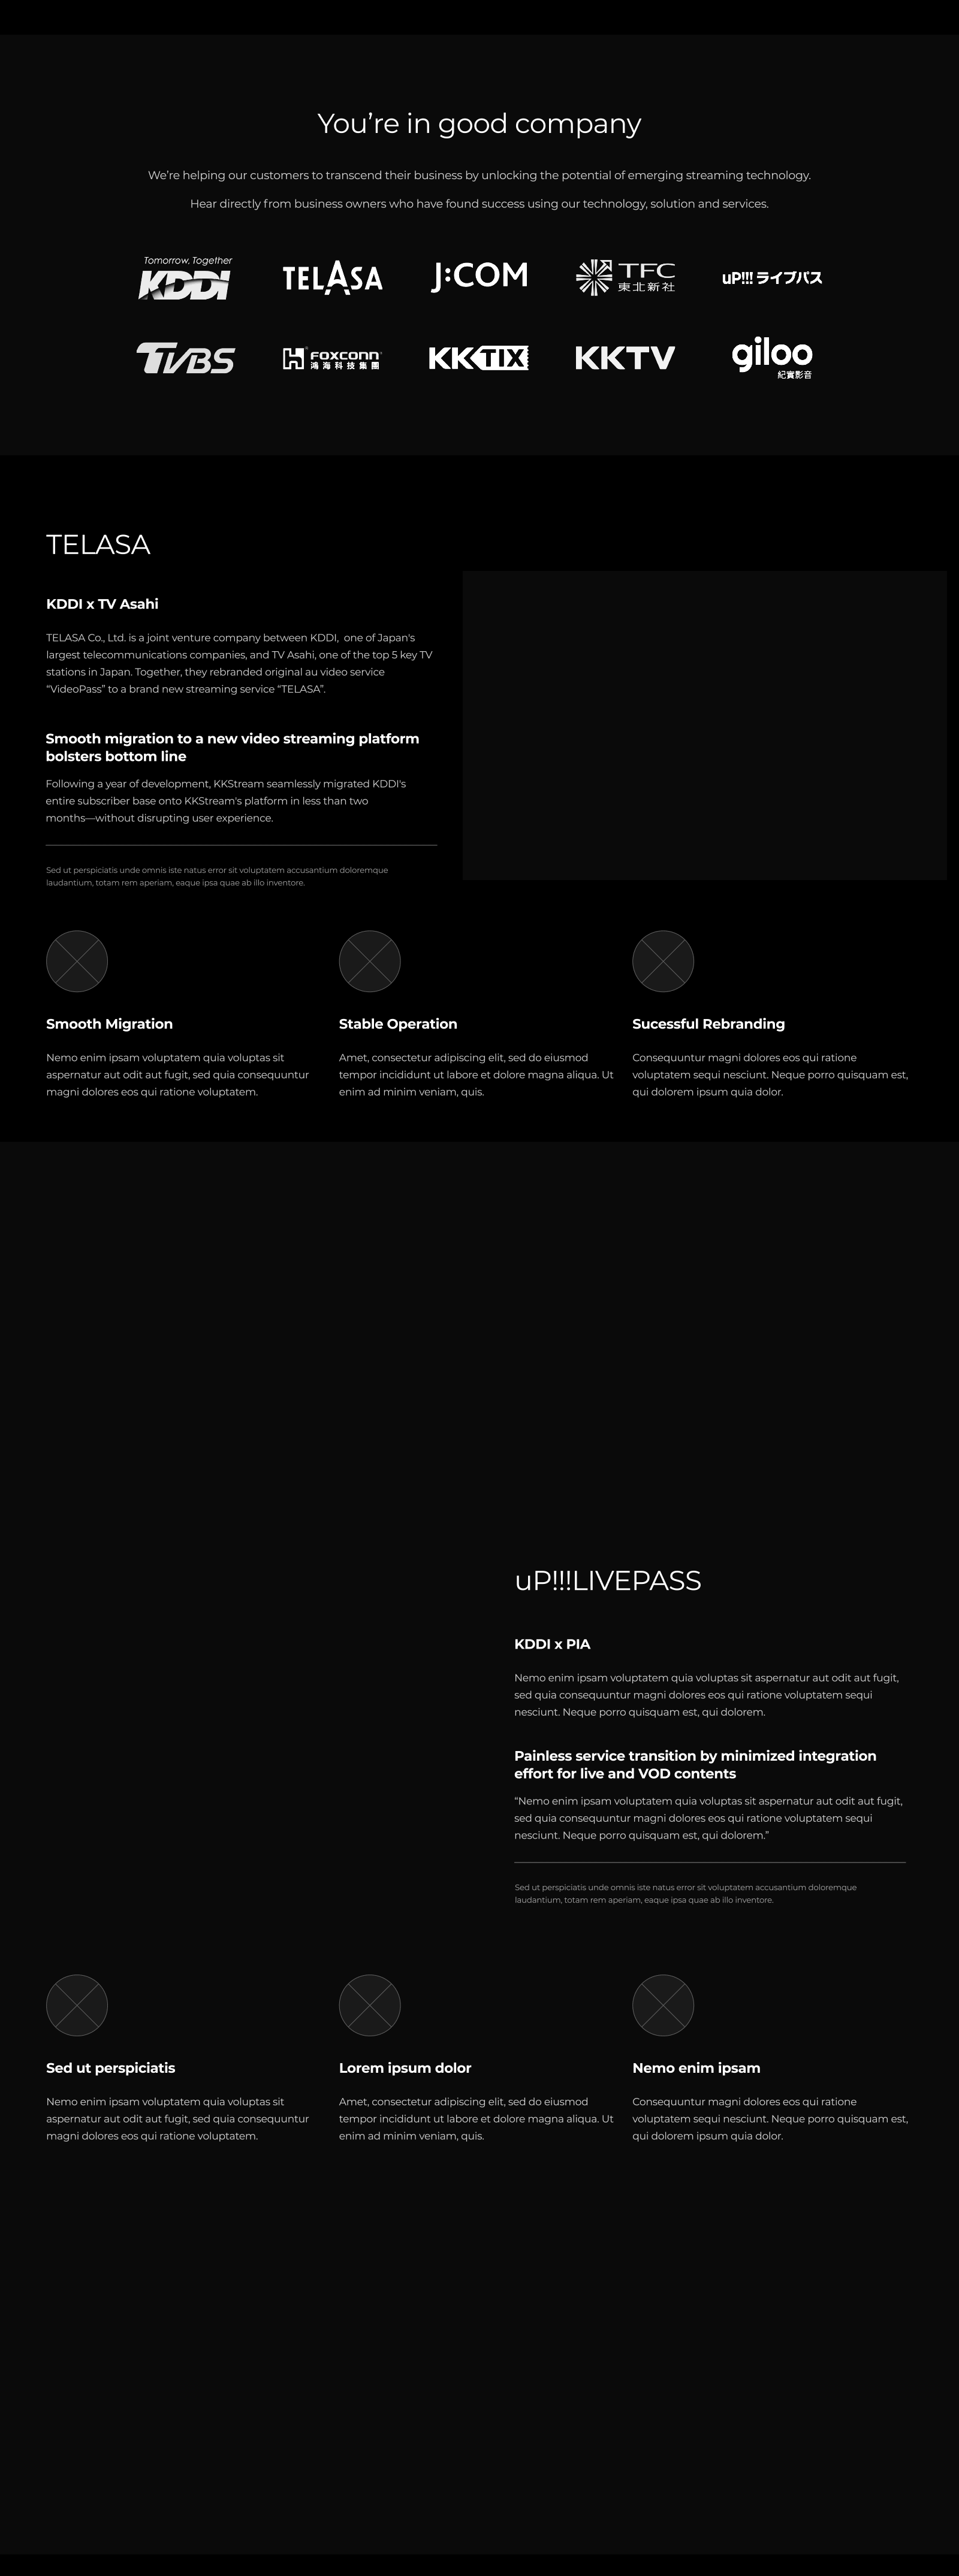 You’re in good company
We’re helping our customers to transcend their business by unlocking the potential of emerging streaming technology.
Hear directly from business owners who have found success using our technology, solution and services.
Tomorrow, Together
KDDI
TELASA
J:COM
TFC
東北新社
uP!!! ライブパス
TVBS
FOXCONN®
鴻海科技集團
KKTIX
KKTV
giloo
紀實影音
TELASA
KDDI x TV Asahi
TELASA Co., Ltd. is a joint venture company between KDDI,  one of Japan's
largest telecommunications companies, and TV Asahi, one of the top 5 key TV
stations in Japan. Together, they rebranded original au video service
“VideoPass” to a brand new streaming service “TELASA”.
Smooth migration to a new video streaming platform
bolsters bottom line
Following a year of development, KKStream seamlessly migrated KDDI's
entire subscriber base onto KKStream's platform in less than two
months—without disrupting user experience.
Sed ut perspiciatis unde omnis iste natus error sit voluptatem accusantium doloremque
laudantium, totam rem aperiam, eaque ipsa quae ab illo inventore.
Smooth Migration
Nemo enim ipsam voluptatem quia voluptas sit
aspernatur aut odit aut fugit, sed quia consequuntur
magni dolores eos qui ratione voluptatem.
Stable Operation
Amet, consectetur adipiscing elit, sed do eiusmod
tempor incididunt ut labore et dolore magna aliqua. Ut
enim ad minim veniam, quis.
Sucessful Rebranding
Consequuntur magni dolores eos qui ratione
voluptatem sequi nesciunt. Neque porro quisquam est,
qui dolorem ipsum quia dolor.
uP!!!LIVEPASS
KDDI x PIA
Nemo enim ipsam voluptatem quia voluptas sit aspernatur aut odit aut fugit,
sed quia consequuntur magni dolores eos qui ratione voluptatem sequi
nesciunt. Neque porro quisquam est, qui dolorem.
Painless service transition by minimized integration
effort for live and VOD contents
“Nemo enim ipsam voluptatem quia voluptas sit aspernatur aut odit aut fugit,
sed quia consequuntur magni dolores eos qui ratione voluptatem sequi
nesciunt. Neque porro quisquam est, qui dolorem.”
Sed ut perspiciatis unde omnis iste natus error sit voluptatem accusantium doloremque
laudantium, totam rem aperiam, eaque ipsa quae ab illo inventore.
Sed ut perspiciatis
Nemo enim ipsam voluptatem quia voluptas sit
aspernatur aut odit aut fugit, sed quia consequuntur
magni dolores eos qui ratione voluptatem.
Lorem ipsum dolor
Amet, consectetur adipiscing elit, sed do eiusmod
tempor incididunt ut labore et dolore magna aliqua. Ut
enim ad minim veniam, quis.
Nemo enim ipsam
Consequuntur magni dolores eos qui ratione
voluptatem sequi nesciunt. Neque porro quisquam est,
qui dolorem ipsum quia dolor.